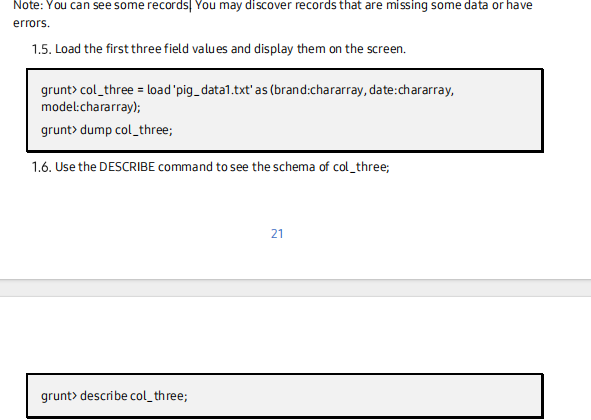 Note: You can see some records| You may discover records that are missing some data or have
errors.
1.5. Load the first three field values and display them on the screen.
grunt> col_three = load 'pig_data1.txt' as (brand:chararray, date:chararray,
model:chararray);
grunt> dump col_three;
1.6. Use the DESCRIBE command to see the schema of col_three;
21
grunt> describe col_three;